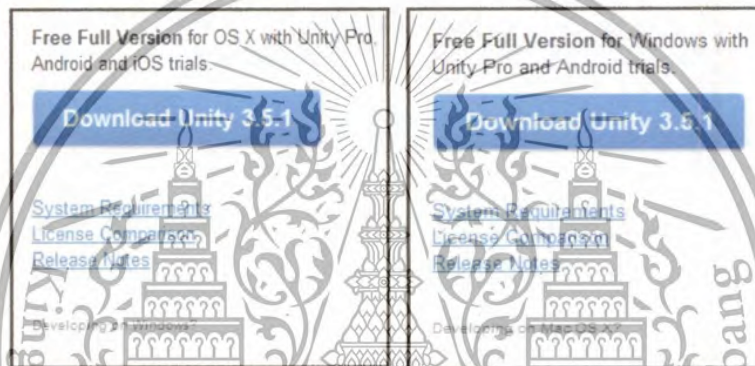 Free Full Version for OS X with Unity Pro,
Android and iOS trials.
Download Unity 3.5.1
System Requirements
License Comparison
Release Notes
Developing on Windows?
Free Full Version for Windows with
Unity Pro and Android trials.
Download Unity 3.5.1
System Requirements
License Comparison
Release Notes
Developing on Mac OS X?
King
bang